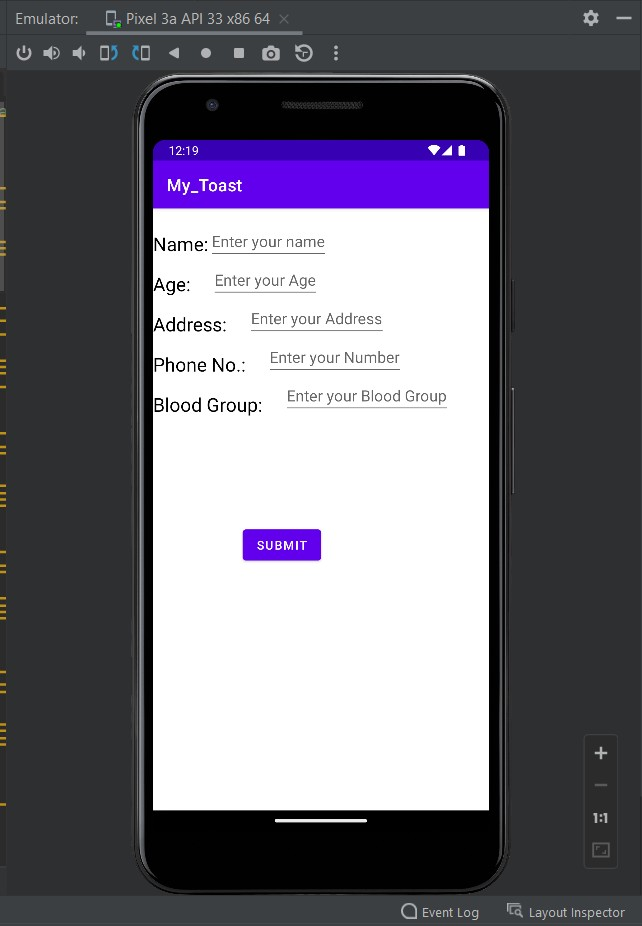 Emulator: Pixel 3a API 33 x86 64
12:19
My_Toast
Name: Enter your name
Age: Enter your Age
Address: Enter your Address
Phone No.: Enter your Number
Blood Group: Enter your Blood Group
SUBMIT
1:1
Event Log Layout Inspector